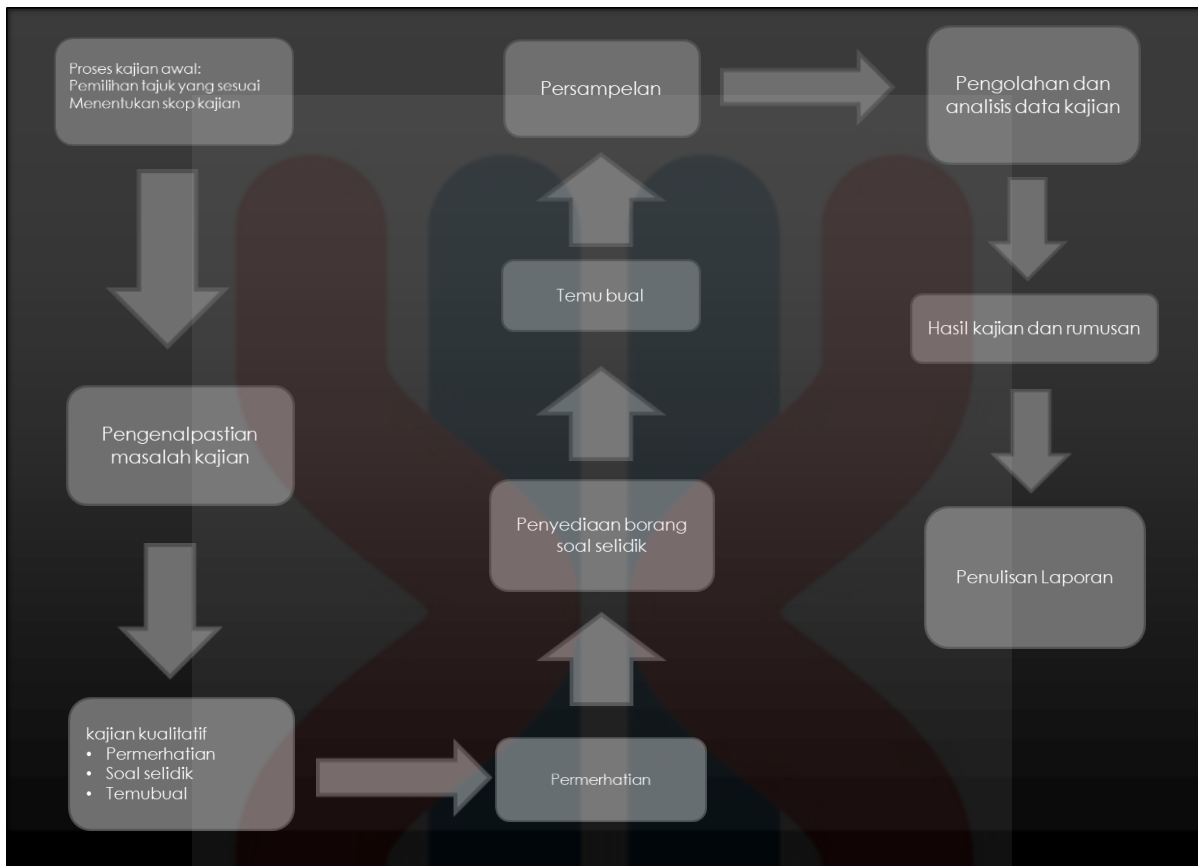 Proses kajian awal:
Pemilihan tajuk yang sesuai
Menentukan skop kajian
Pengenalpastian
masalah kajian
kajian kualitatif
• Permerhatian
• Soal selidik
• Temubual
Permerhatian
Penyediaan borang
soal selidik
Temu bual
Persampelan
Pengolahan dan
analisis data kajian
Hasil kajian dan rumusan
Penulisan Laporan